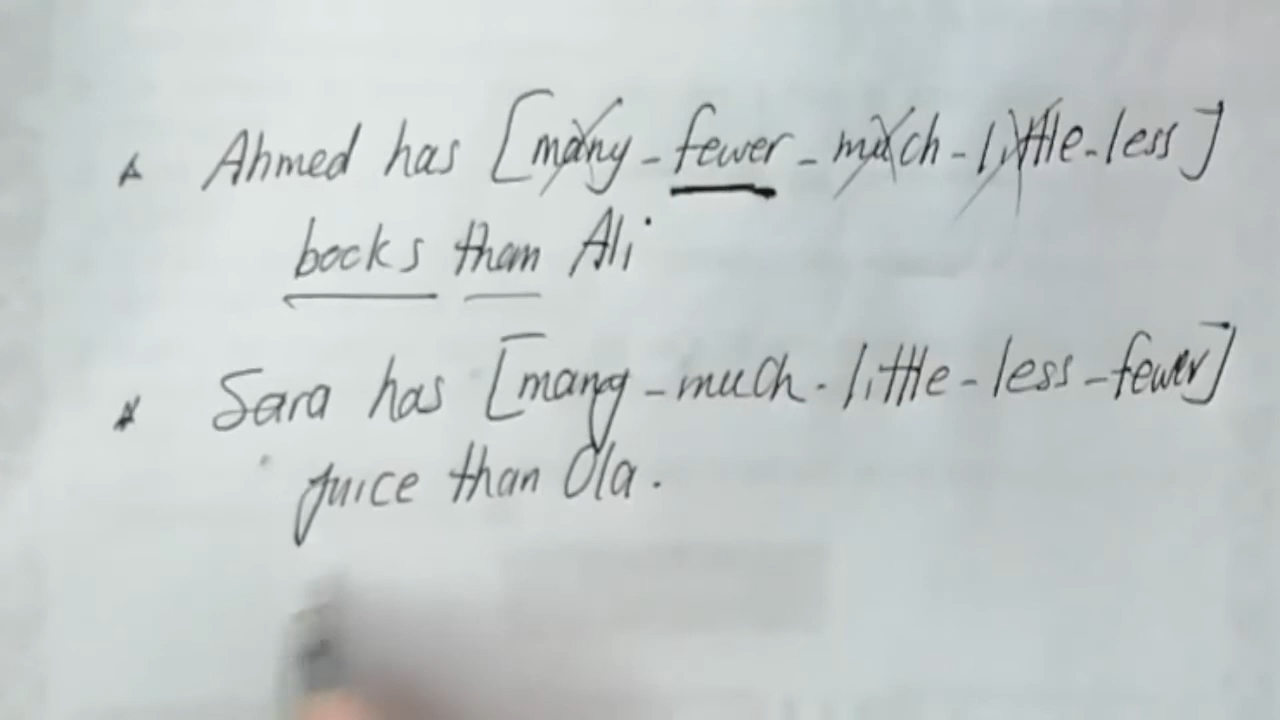 Ahmed has [many - fewer - much - little - less]
books than Ali
Sara has [many - much - little - less - fewer]
juice than Ola.